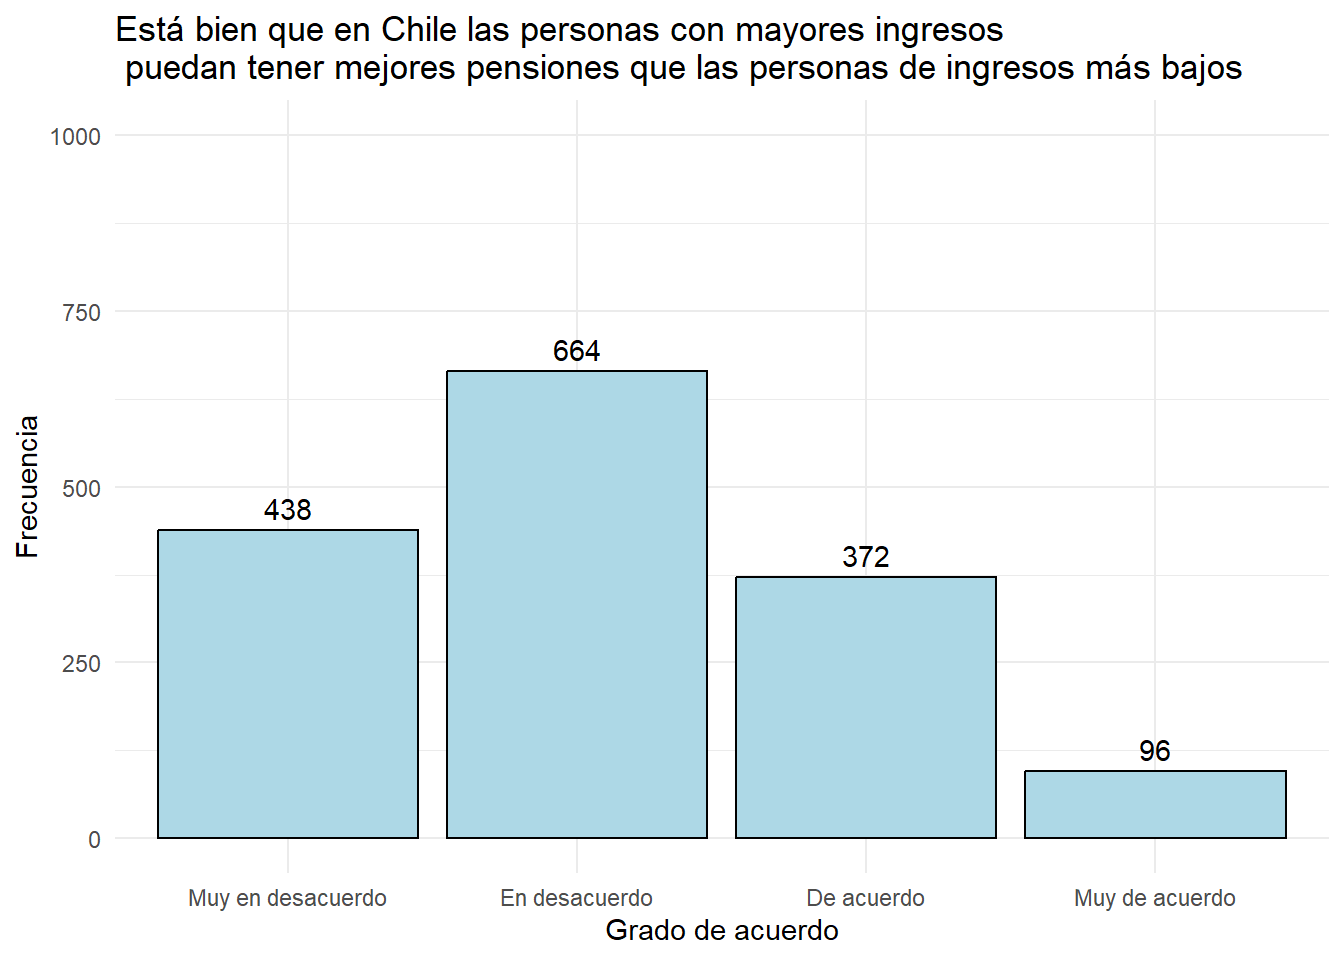 Está bien que en Chile las personas con mayores ingresos
puedan tener mejores pensiones que las personas de ingresos más bajos
1000
750
500
250
0
Frecuencia
438
664
372
96
Muy en desacuerdo
En desacuerdo
De acuerdo
Muy de acuerdo
Grado de acuerdo